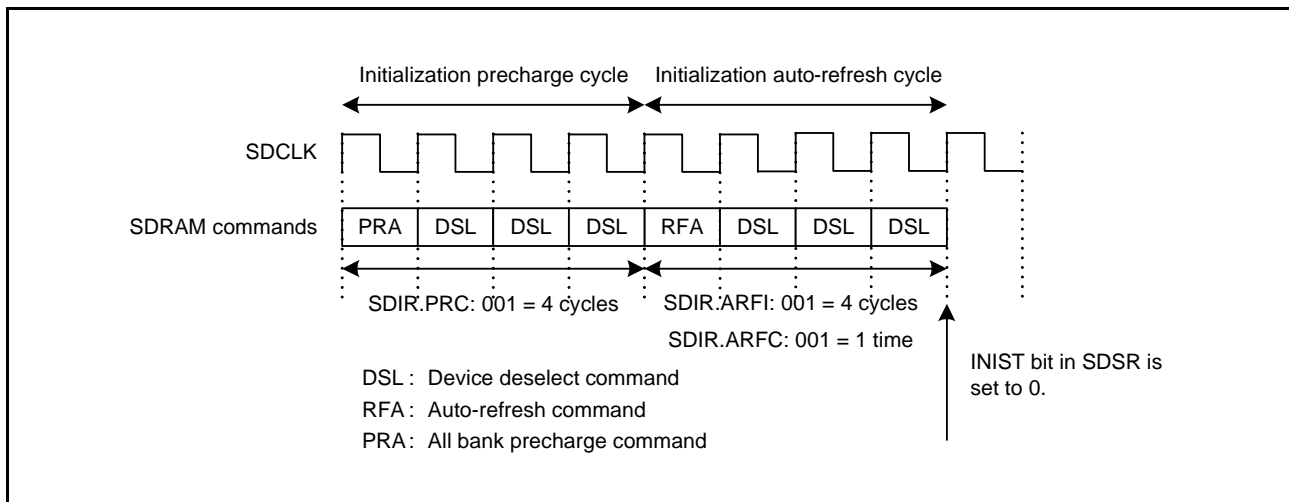 Initialization precharge cycle Initialization auto-refresh cycle
SDCLK
SDRAM commands PRA DSL DSL DSL RFA DSL DSL DSL
SDIR.PRC: 001 = 4 cycles SDIR.ARFI: 001 = 4 cycles
SDIR.ARFC: 001 = 1 time
INIST bit in SDSR is
set to 0.
DSL : Device deselect command
RFA : Auto-refresh command
PRA : All bank precharge command